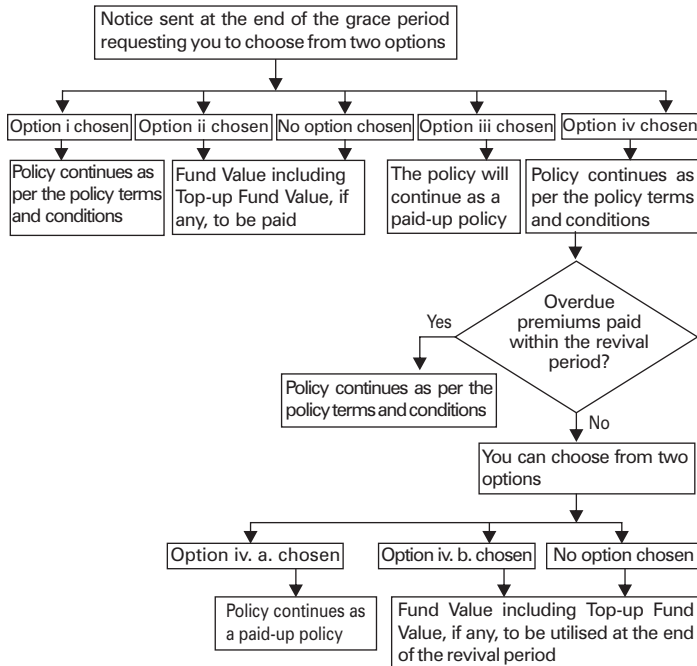 Notice sent at the end of the grace period
requesting you to choose from two options
Option i chosen
Option ii chosen
No option chosen
Option iii chosen
Option iv chosen
Policy continues as
per the policy terms
and conditions
Fund Value including
Top-up Fund Value, if
any, to be paid
The policy will
continue as a
paid-up policy
Policy continues as
per the policy terms
and conditions
Overdue
premiums paid
within the revival
period?
Yes
Policy continues as per the
policy terms and conditions
No
You can choose from two
options
Option iv. a. chosen
Option iv. b. chosen
No option chosen
Policy continues as
a paid-up policy
Fund Value including Top-up Fund
Value, if any, to be utilised at the end
of the revival period